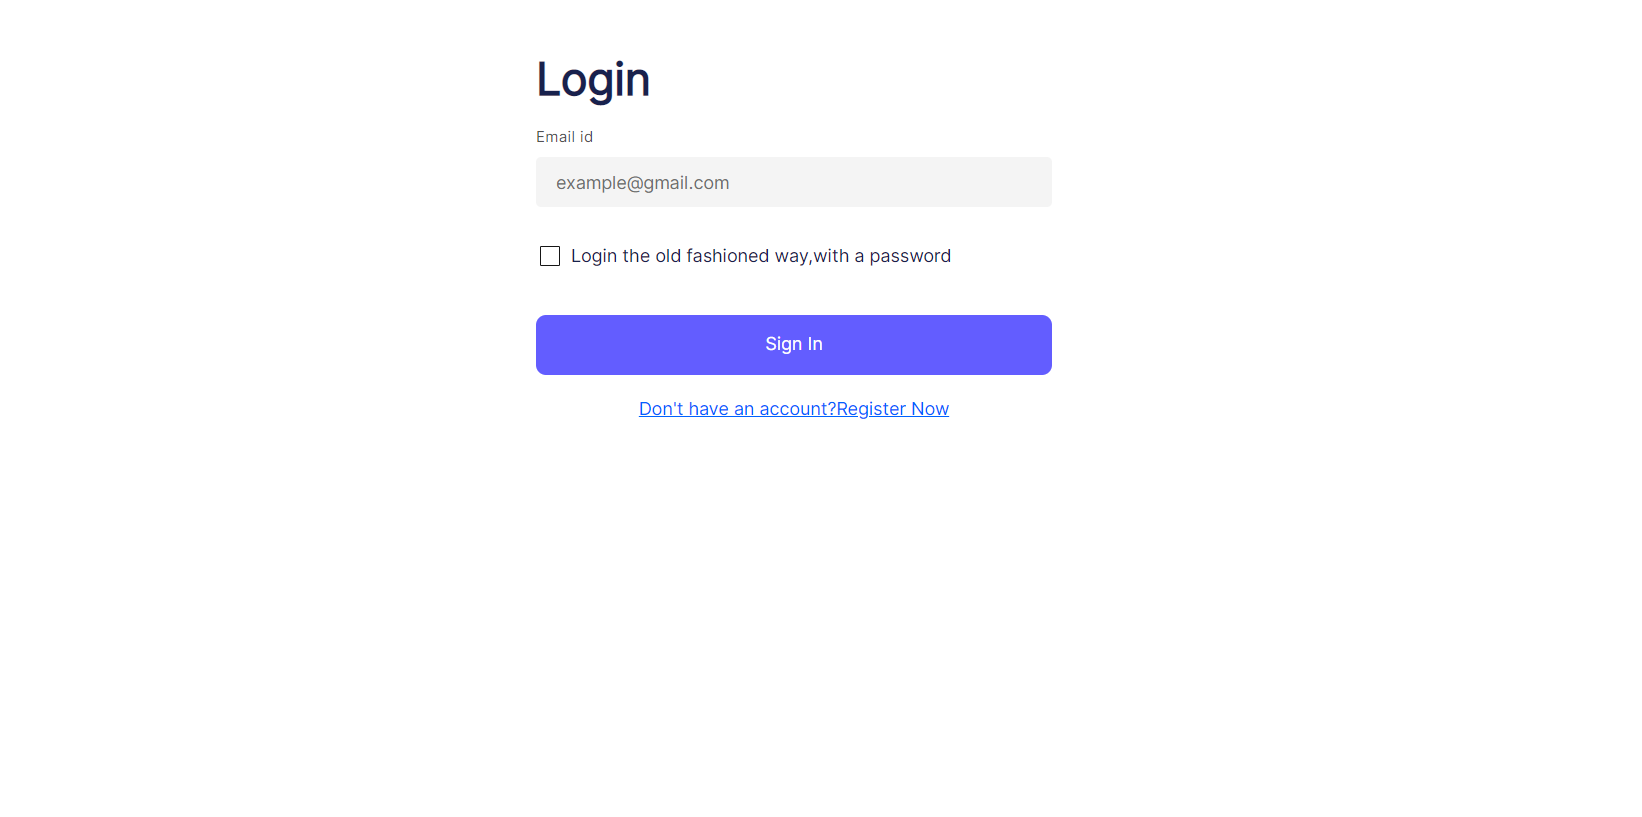 Login
Email id
example@gmail.com
Login the old fashioned way,with a password
Sign In
Don't have an account?Register Now